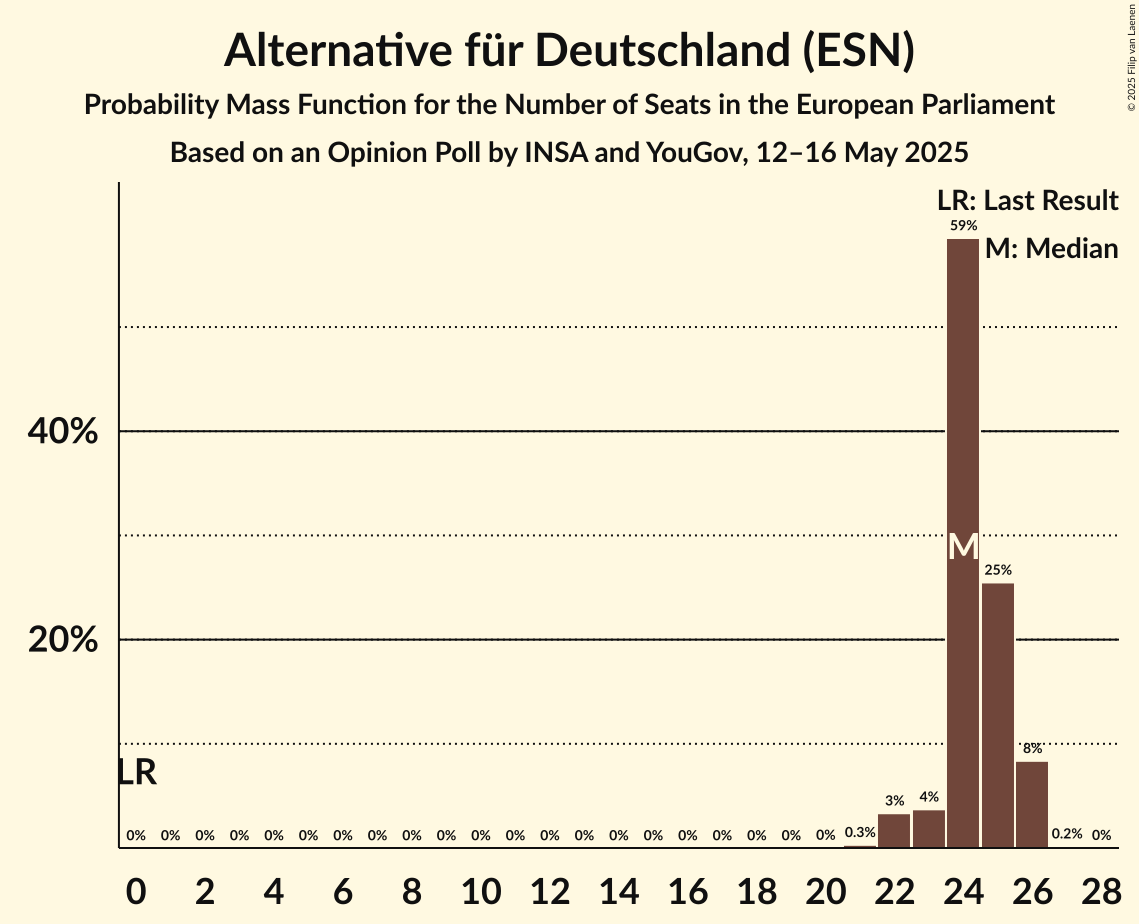 Alternative für Deutschland (ESN)
Probability Mass Function for the Number of Seats in the European Parliament
Based on an Opinion Poll by INSA and YouGov, 12–16 May 2025
© 2025 Filip van Laenen
LR: Last Result
59%
M: Median
40%
M
25%
20%
8%
LR
3%
4%
0% 0% 0% 0% 0% 0% 0% 0% 0% 0% 0% 0% 0% 0% 0% 0% 0% 0% 0% 0% 0% 0.3% 0.2% 0%
0 2 4 6 8 10 12 14 16 18 20 22 24 26 28